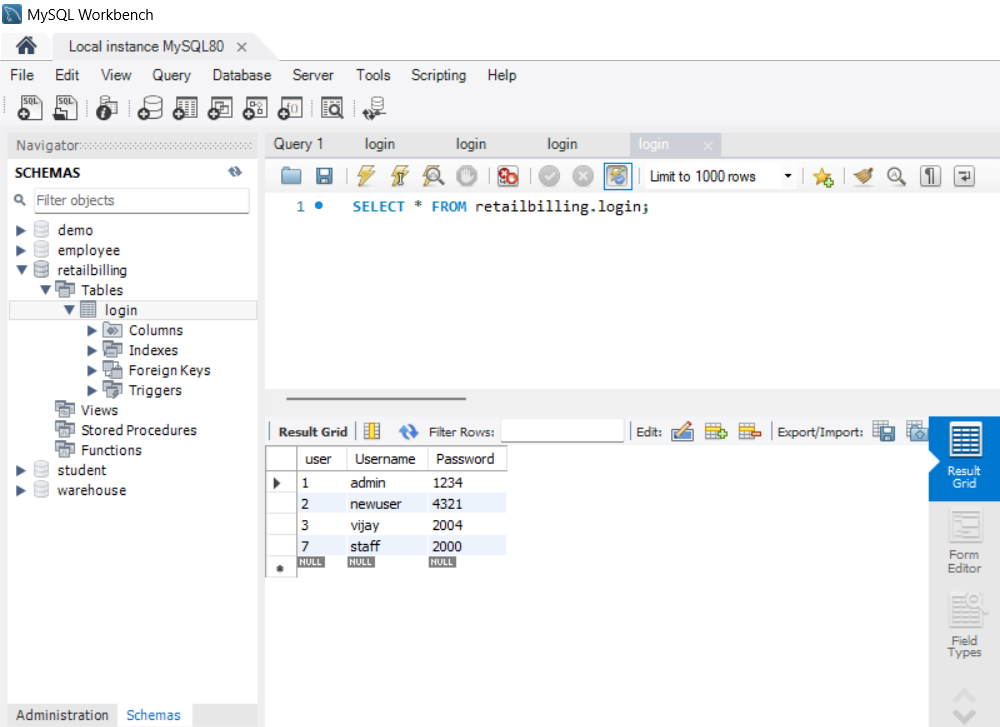 MySQL Workbench
Local instance MySQL80
File Edit View Query Database Server Tools Scripting Help
SQL SQL
Navigator
SCHEMAS
Filter objects
demo
employee
retailbilling
Tables
login
Columns
Indexes
Foreign Keys
Triggers
Views
Stored Procedures
Functions
student
warehouse
Administration Schemas
Query 1 login login login login
Limit to 1000 rows
1 SELECT * FROM retailbilling.login;
Result Grid Filter Rows: Edit: Export/Import:
user Username Password
1 admin 1234
2 newuser 4321
3 vijay 2004
7 staff 2000
NULL NULL NULL
Result
Grid
Form
Editor
Field
Types